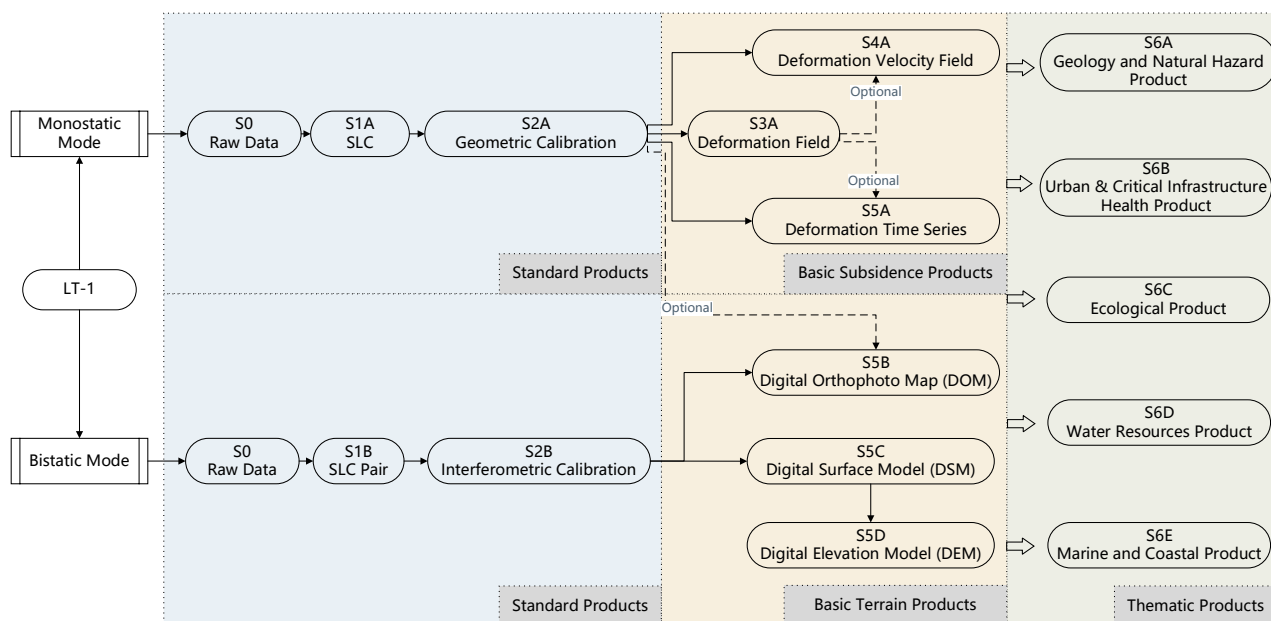 S4A
Deformation Velocity Field
S6A
Geology and Natural Hazard
Product
Optional
Monostatic
Mode
S0
Raw Data
S1A
SLC
S2A
Geometric Calibration
S3A
Deformation Field
Optional
S6B
Urban & Critical Infrastructure
Health Product
S5A
Deformation Time Series
Standard Products
Basic Subsidence Products
LT-1
S6C
Ecological Product
Optional
S5B
Digital Orthophoto Map (DOM)
S6D
Water Resources Product
Bistatic Mode
S0
Raw Data
S1B
SLC Pair
S2B
Interferometric Calibration
S5C
Digital Surface Model (DSM)
S5D
Digital Elevation Model (DEM)
S6E
Marine and Coastal Product
Standard Products
Basic Terrain Products
Thematic Products